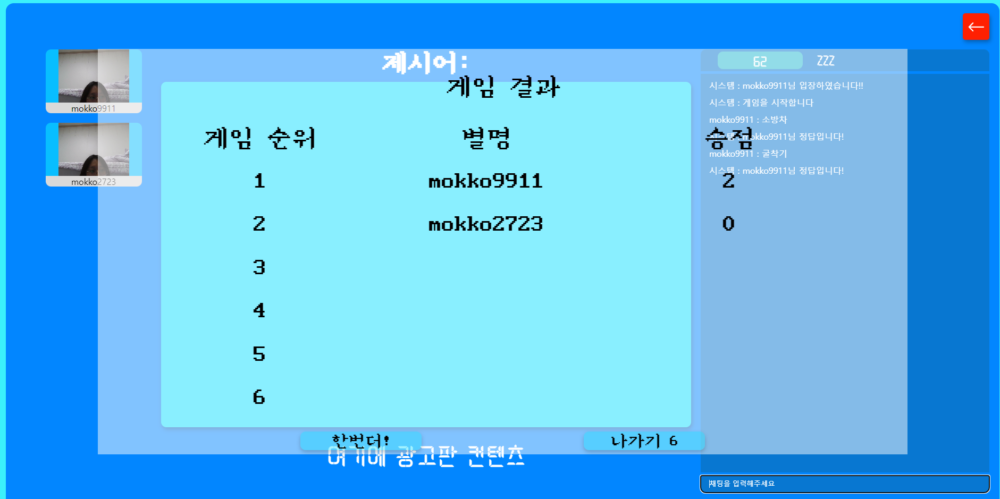 ←
제시어:
62 ZZZ
게임 결과
mokko9911
mokko2723
게임 순위 별명 승점
1 mokko9911 2
2 mokko2723 0
3
4
5
6
한번더!
나가기 6
여기에 광고판 컨텐츠
시스템 : mokko9911님 입장하였습니다!!
시스템 : 게임을 시작합니다
mokko9911 : 소방차
시스템 : mokko9911님 정답입니다!
mokko9911 : 굴착기
시스템 : mokko9911님 정답입니다!
채팅을 입력해주세요